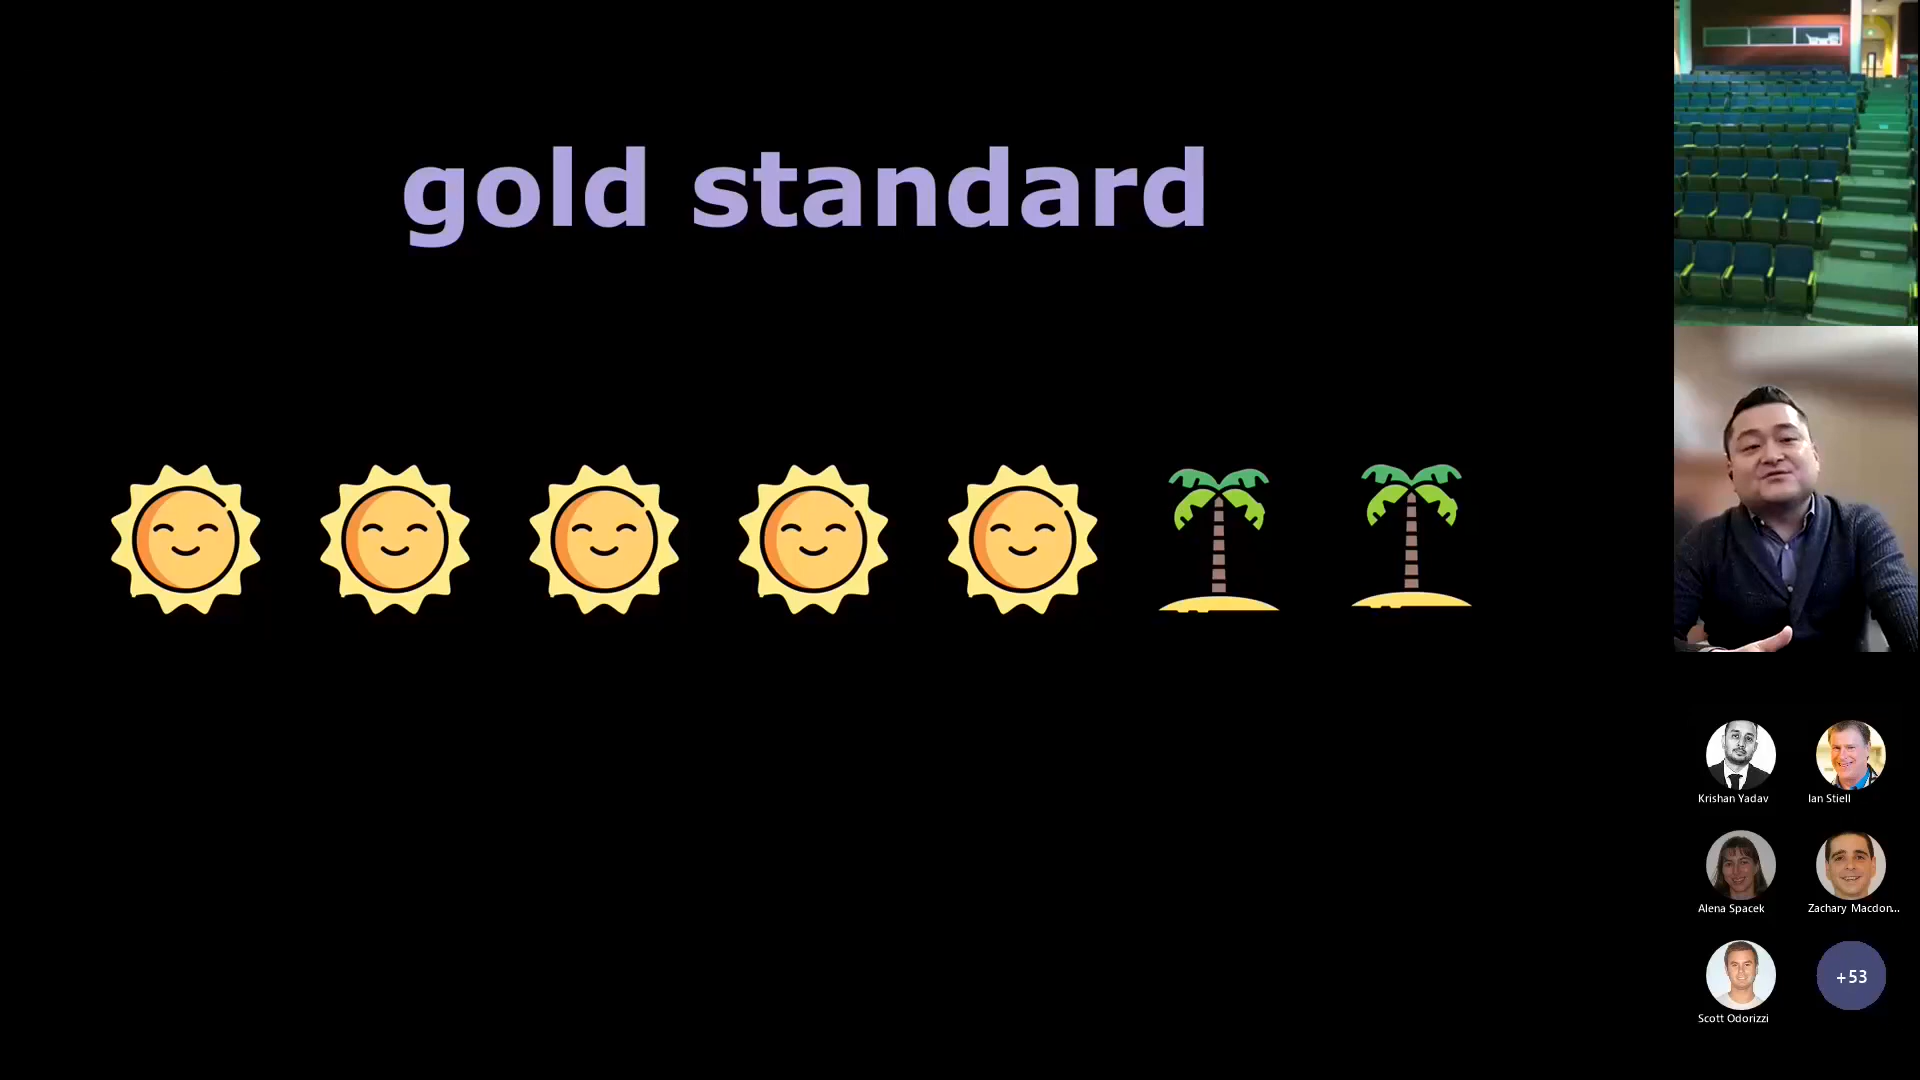 gold standard
Krishan Yadav
Ian Stiell
Alena Spacek
Zachary Macdon...
Scott Odorizzi
+53